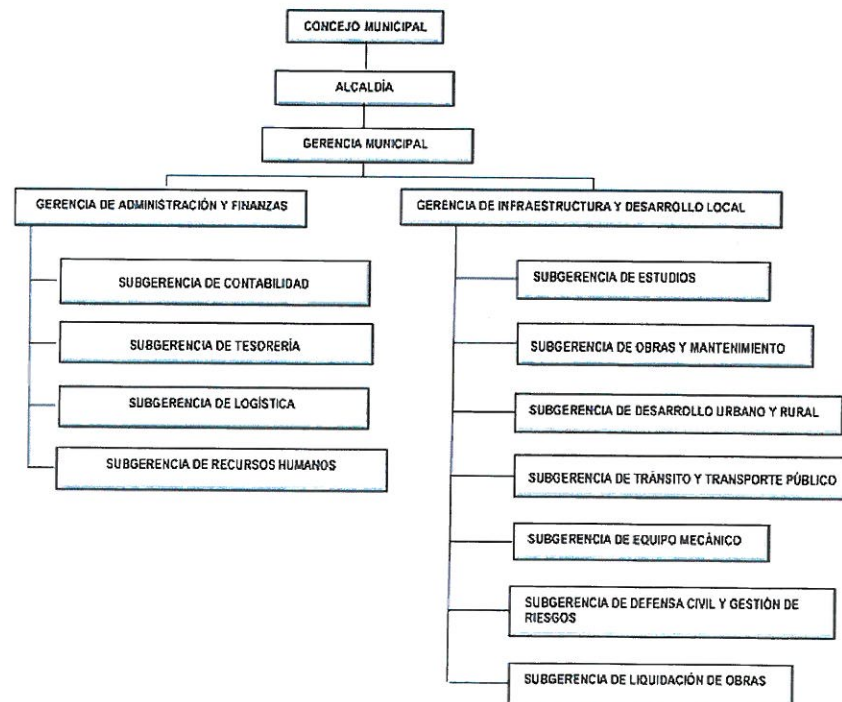 CONCEJO MUNICIPAL
ALCALDÍA
GERENCIA MUNICIPAL
GERENCIA DE ADMINISTRACIÓN Y FINANZAS
SUBGERENCIA DE CONTABILIDAD
SUBGERENCIA DE TESORERÍA
SUBGERENCIA DE LOGÍSTICA
SUBGERENCIA DE RECURSOS HUMANOS
GERENCIA DE INFRAESTRUCTURA Y DESARROLLO LOCAL
SUBGERENCIA DE ESTUDIOS
SUBGERENCIA DE OBRAS Y MANTENIMIENTO
SUBGERENCIA DE DESARROLLO URBANO Y RURAL
SUBGERENCIA DE TRÁNSITO Y TRANSPORTE PÚBLICO
SUBGERENCIA DE EQUIPO MECÁNICO
SUBGERENCIA DE DEFENSA CIVIL Y GESTIÓN DE
RIESGOS
SUBGERENCIA DE LIQUIDACIÓN DE OBRAS